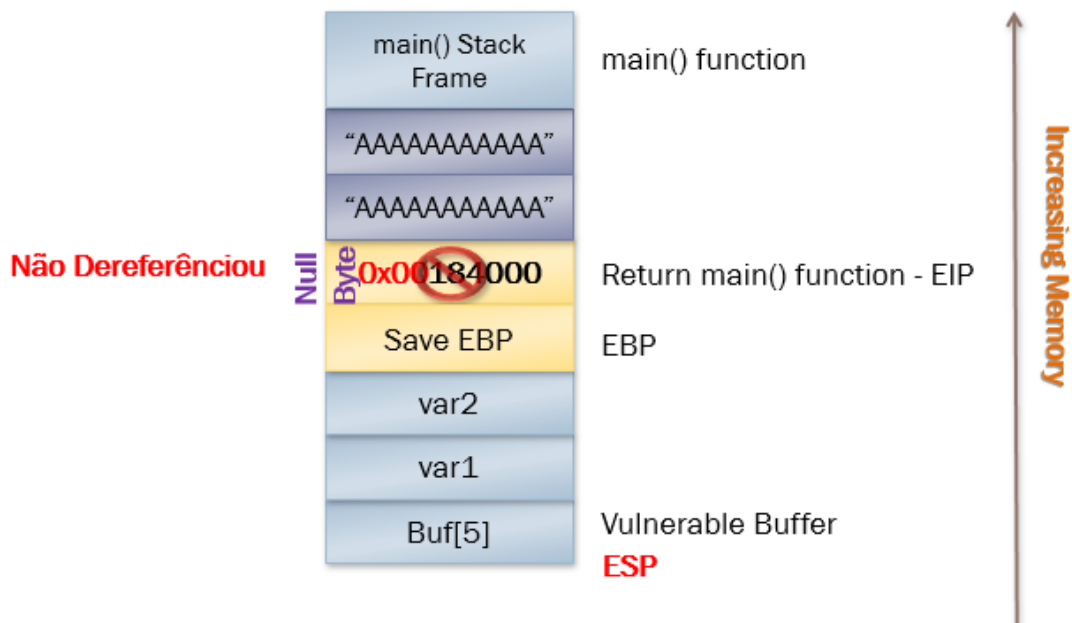 main() Stack
Frame
main() function
“AAAAAAAAAAA”
“AAAAAAAAAAA”
Não Dereferênciou
Null
Byte
0x00184000
Return main() function - EIP
Save EBP
EBP
var2
var1
Buf[5]
Vulnerable Buffer
ESP
Increasing Memory